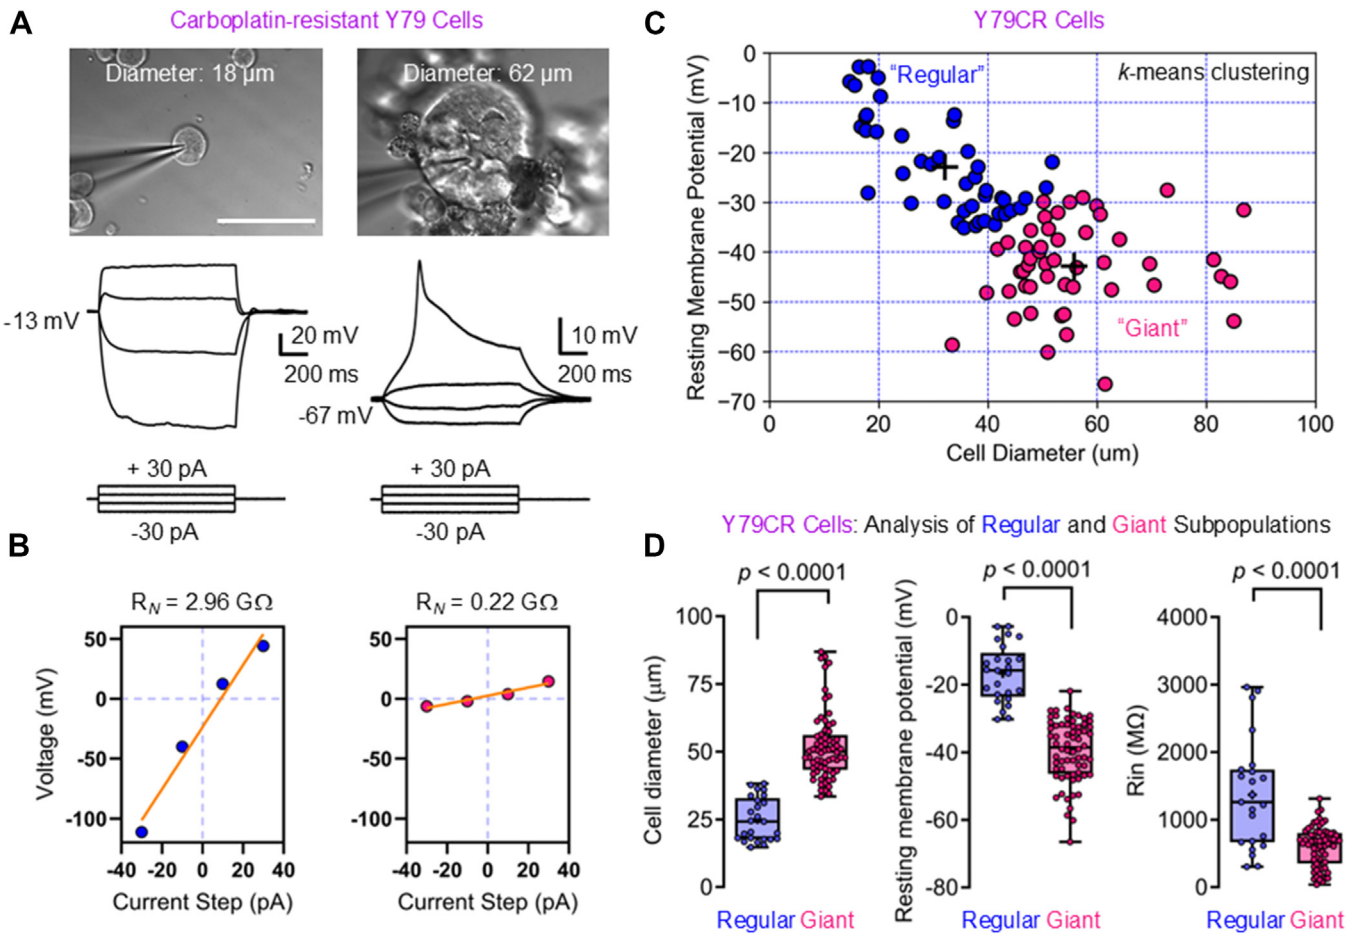 A
Carboplatin-resistant Y79 Cells
Diameter: 18 µm
Diameter: 62 µm
-13 mV
20 mV
200 ms
-67 mV
10 mV
200 ms
+ 30 pA
-30 pA
+ 30 pA
-30 pA
B
R_N = 2.96 GΩ
R_N = 0.22 GΩ
Voltage (mV)
50
0
-50
-100
-40 -20 0 20 40
Current Step (pA)
50
0
-50
-100
-40 -20 0 20 40
Current Step (pA)
C
Y79CR Cells
"Regular"
k-means clustering
"Giant"
Resting Membrane Potential (mV)
0
−10
−20
−30
−40
−50
−60
−70
0 20 40 60 80 100
Cell Diameter (um)
Y79CR Cells: Analysis of Regular and Giant Subpopulations
D
p < 0.0001
Cell diameter (µm)
100
75
50
25
0
Regular Giant
p < 0.0001
Resting membrane potential (mV)
0
-20
-40
-60
-80
Regular Giant
p < 0.0001
Rin (MΩ)
4000
3000
2000
1000
0
Regular Giant